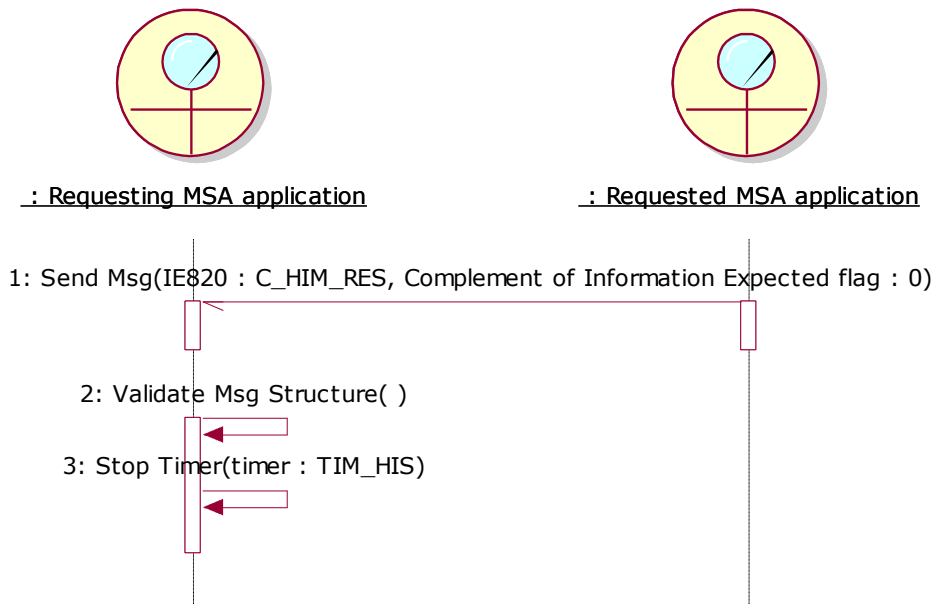 : Requesting MSA application
: Requested MSA application
1: Send Msg(IE820 : C_HIM_RES, Complement of Information Expected flag : 0)
2: Validate Msg Structure( )
3: Stop Timer(timer : TIM_HIS)